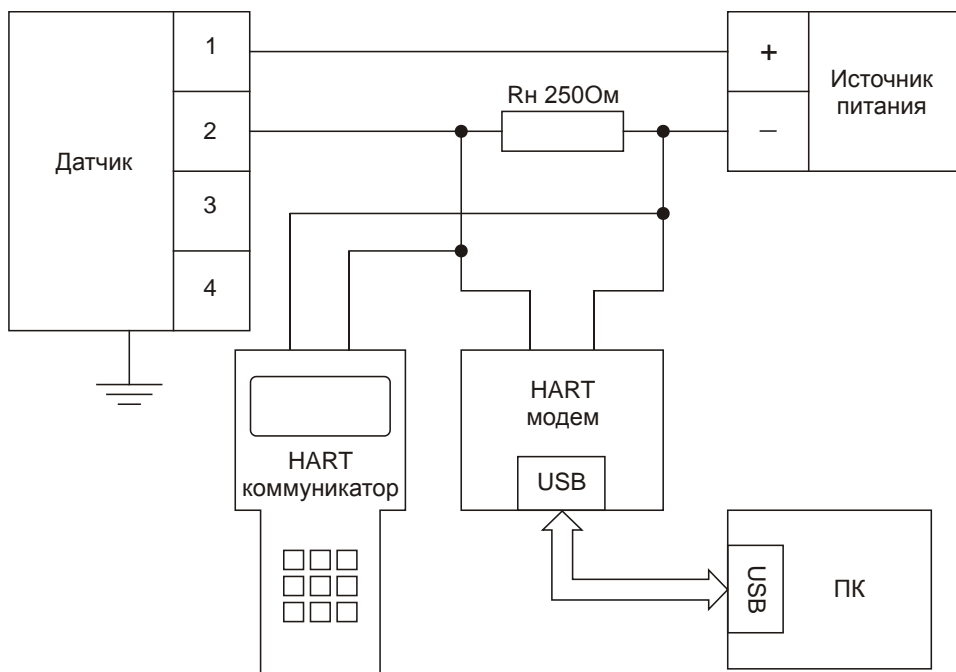 1
+
Источник
питания
Rн 250Ом
2
–
Датчик
3
4
HART
модем
HART
коммуникатор
USB
USB
ПК